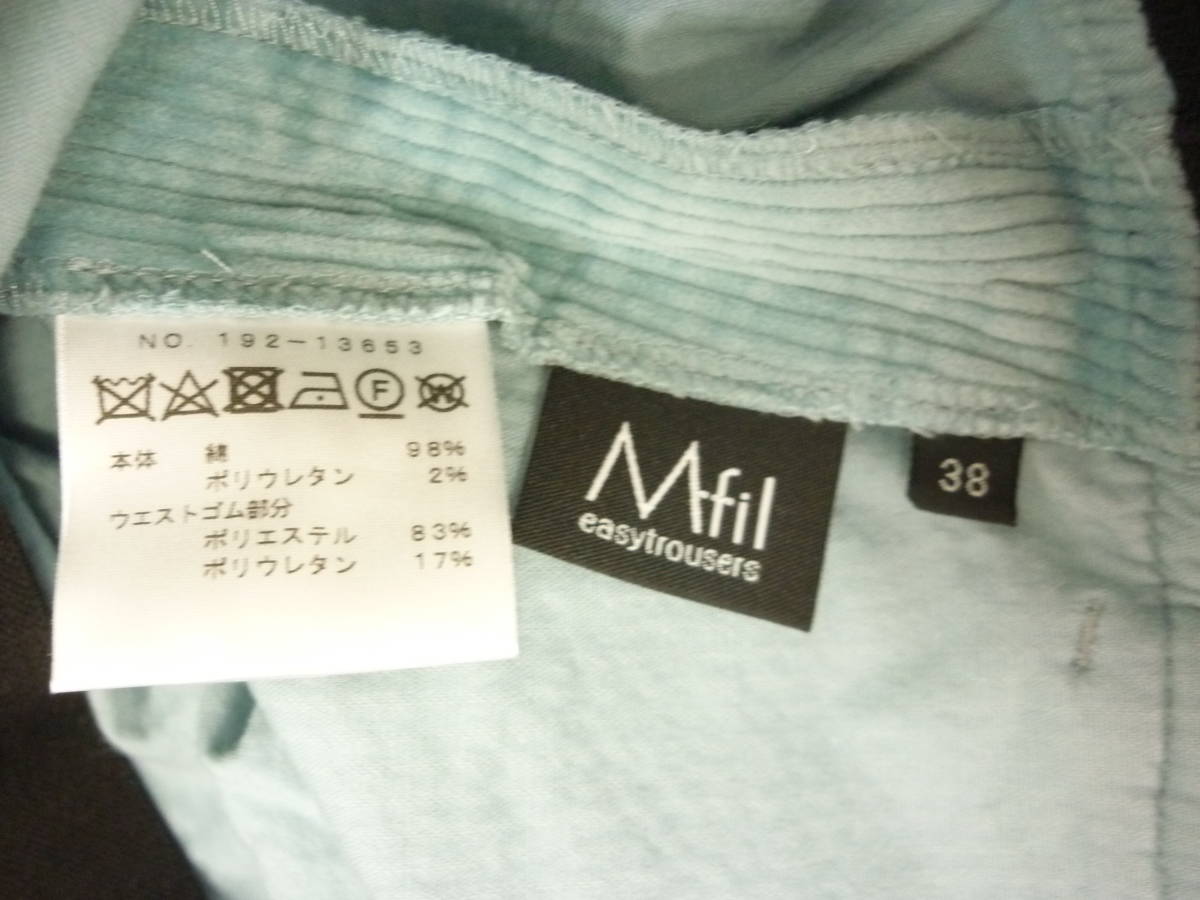 NO. 192-13653
F W
本体 綿 98%
ポリウレタン 2%
ウエストゴム部分
ポリエステル 83%
ポリウレタン 17%
M-fil
easytrousers
38